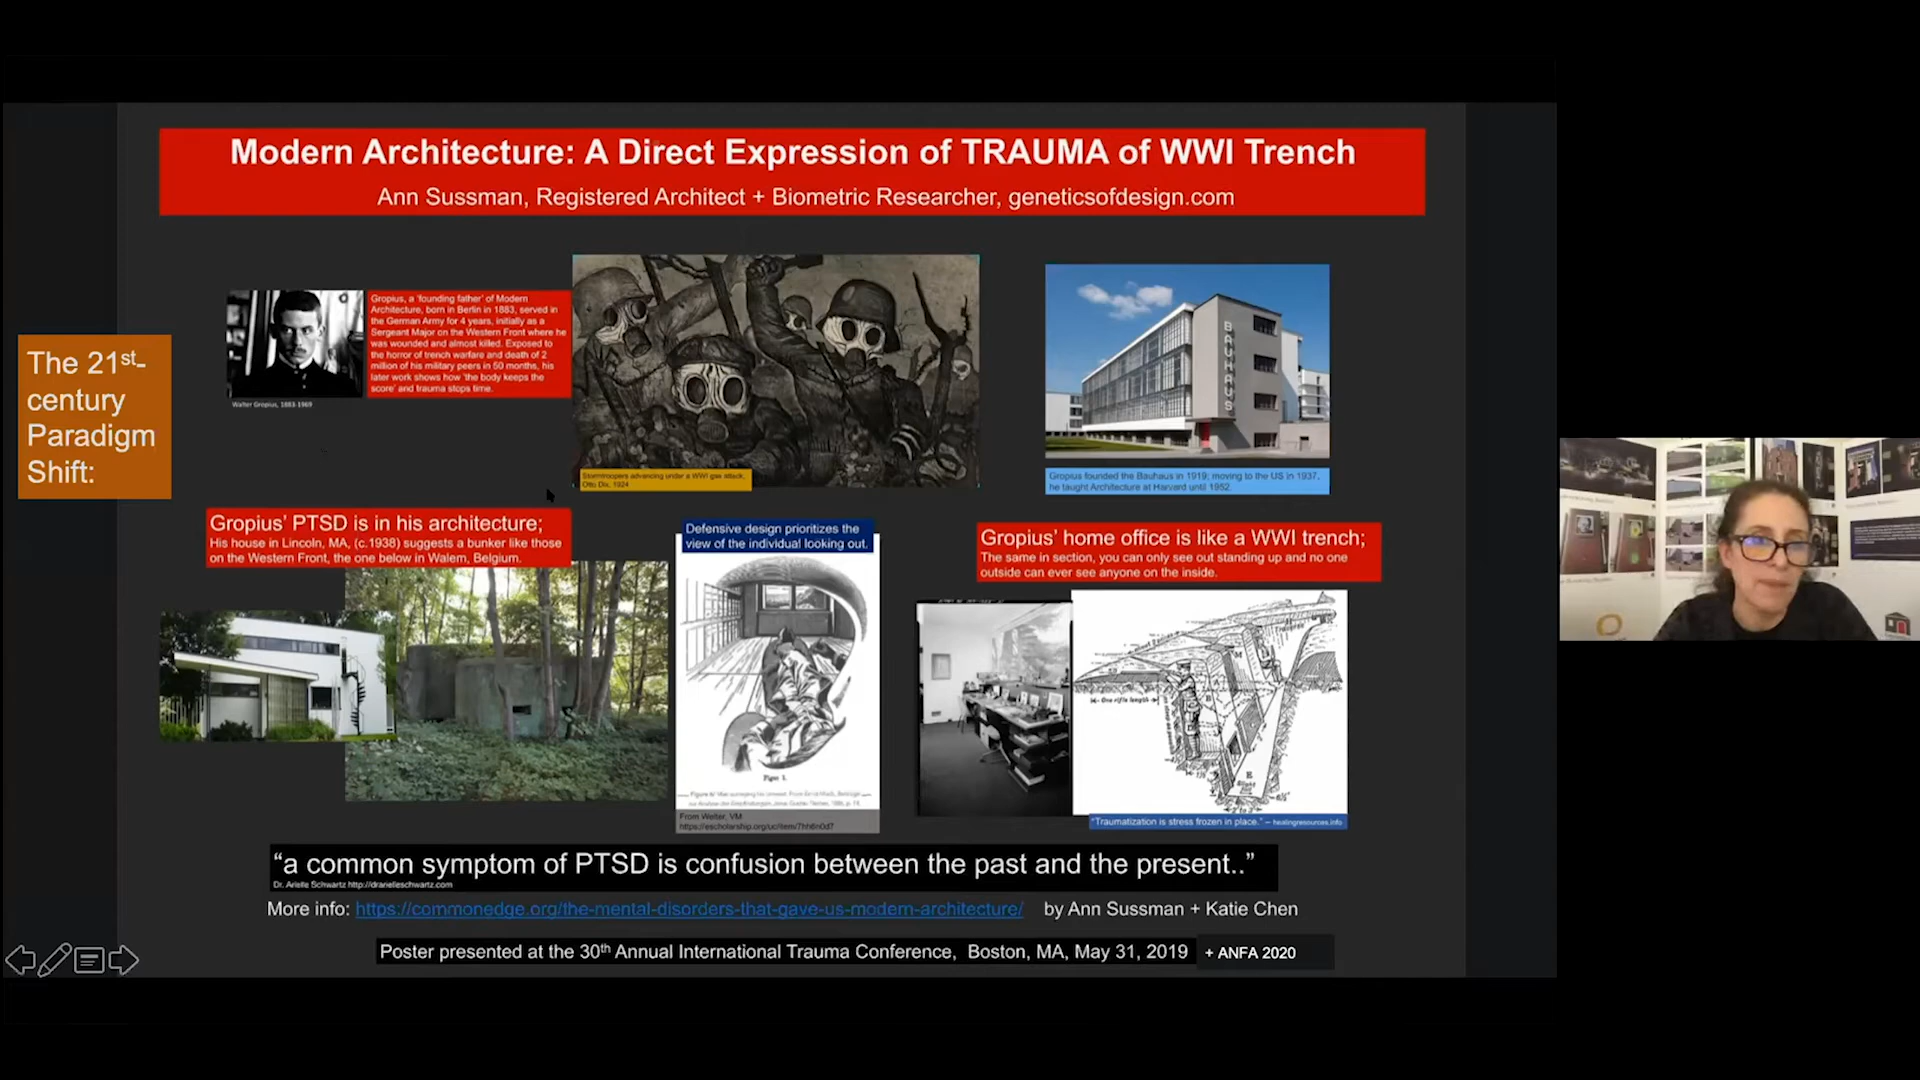 Modern Architecture: A Direct Expression of TRAUMA of WWI Trench
Ann Sussman, Registered Architect + Biometric Researcher, geneticsofdesign.com
The 21st-
century
Paradigm
Shift:
Gropius, a 'founding father' of Modern
Architecture, born in Berlin in 1883, served in
the German Army for 4 years, initially as a
Sergeant Major on the Western Front where he
was wounded and almost killed. Exposed to
the horror of trench warfare and death of 2
million of his military peers in 50 months, his
later work shows how 'the body keeps the
score' and trauma stops time.
Walter Gropius, 1883-1969
Stormtroopers advancing under a WWI gas attack,
Otto Dix, 1924
BAUHAUS
Gropius founded the Bauhaus in 1919; moving to the US in 1937,
he taught Architecture at Harvard until 1952.
Gropius' PTSD is in his architecture;
His house in Lincoln, MA, (c.1938) suggests a bunker like those
on the Western Front, the one below in Walem, Belgium.
Defensive design prioritizes the
view of the individual looking out.
Figur 1.
From Welter, VM
https://escholarship.org/uc/item/7hh6n0d7
Gropius' home office is like a WWI trench;
The same in section, you can only see out standing up and no one
outside can ever see anyone on the inside.
One rifle length
"Traumatization is stress frozen in place." – healingresources.info
"a common symptom of PTSD is confusion between the past and the present.."
Dr. Arielle Schwartz http://drarielleschwartz.com
More info: https://commonedge.org/the-mental-disorders-that-gave-us-modern-architecture/ by Ann Sussman + Katie Chen
Poster presented at the 30th Annual International Trauma Conference, Boston, MA, May 31, 2019 + ANFA 2020